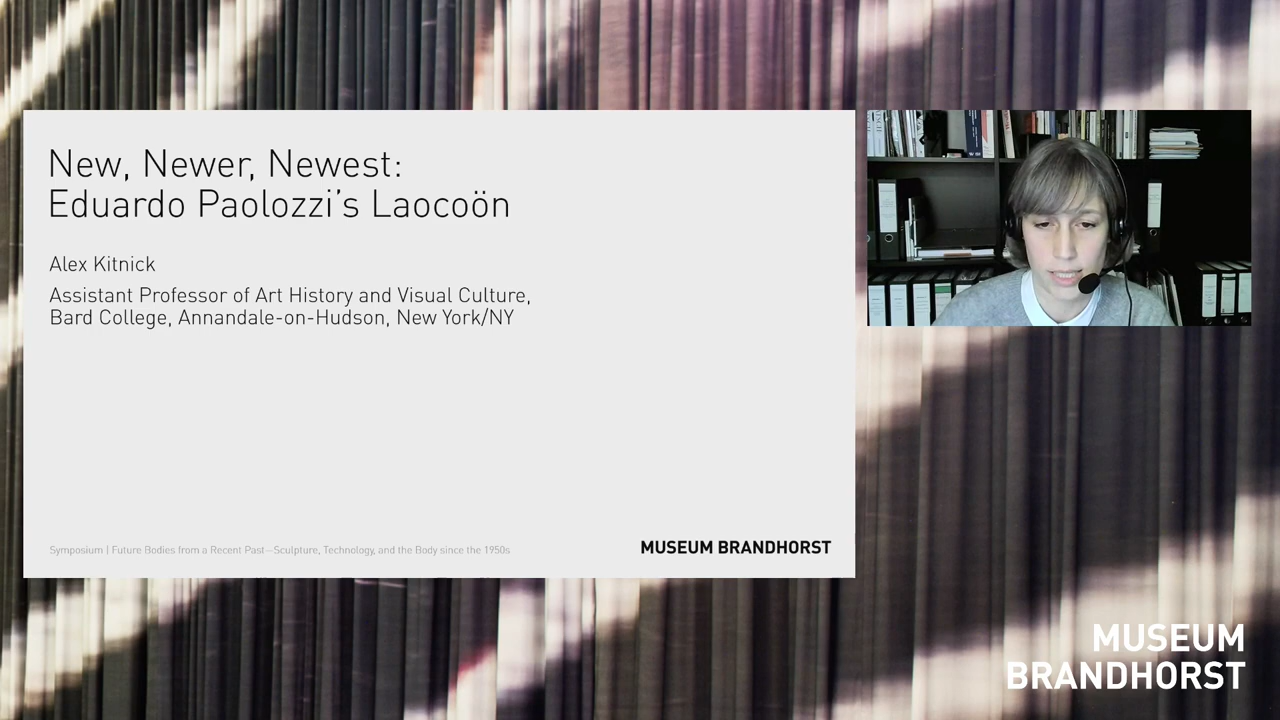 New, Newer, Newest:
Eduardo Paolozzi's Laocoön
Alex Kitnick
Assistant Professor of Art History and Visual Culture,
Bard College, Annandale-on-Hudson, New York/NY
Symposium | Future Bodies from a Recent Past—Sculpture, Technology, and the Body since the 1950s
MUSEUM BRANDHORST
MUSEUM
BRANDHORST